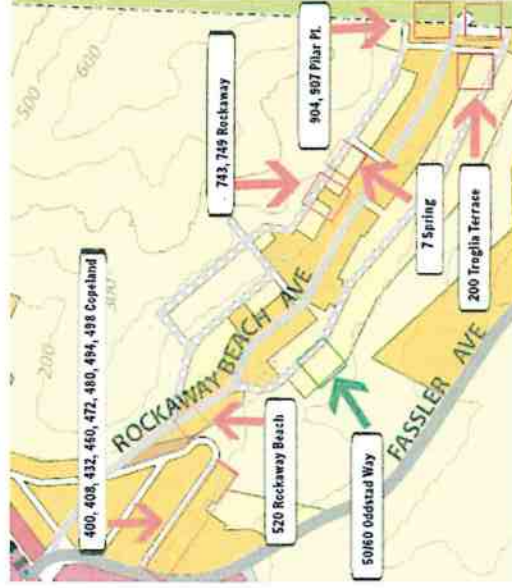 400, 408, 432, 460, 472, 480, 494, 498 Copeland
743, 749 Rockaway
904, 907 Pilar Pl.
500
600
200
300
ROCKAWAY BEACH AVE
520 Rockaway Beach
50/60 Oddstad Way
FASSLER AVE
7 Spring
200 Troglia Terrace